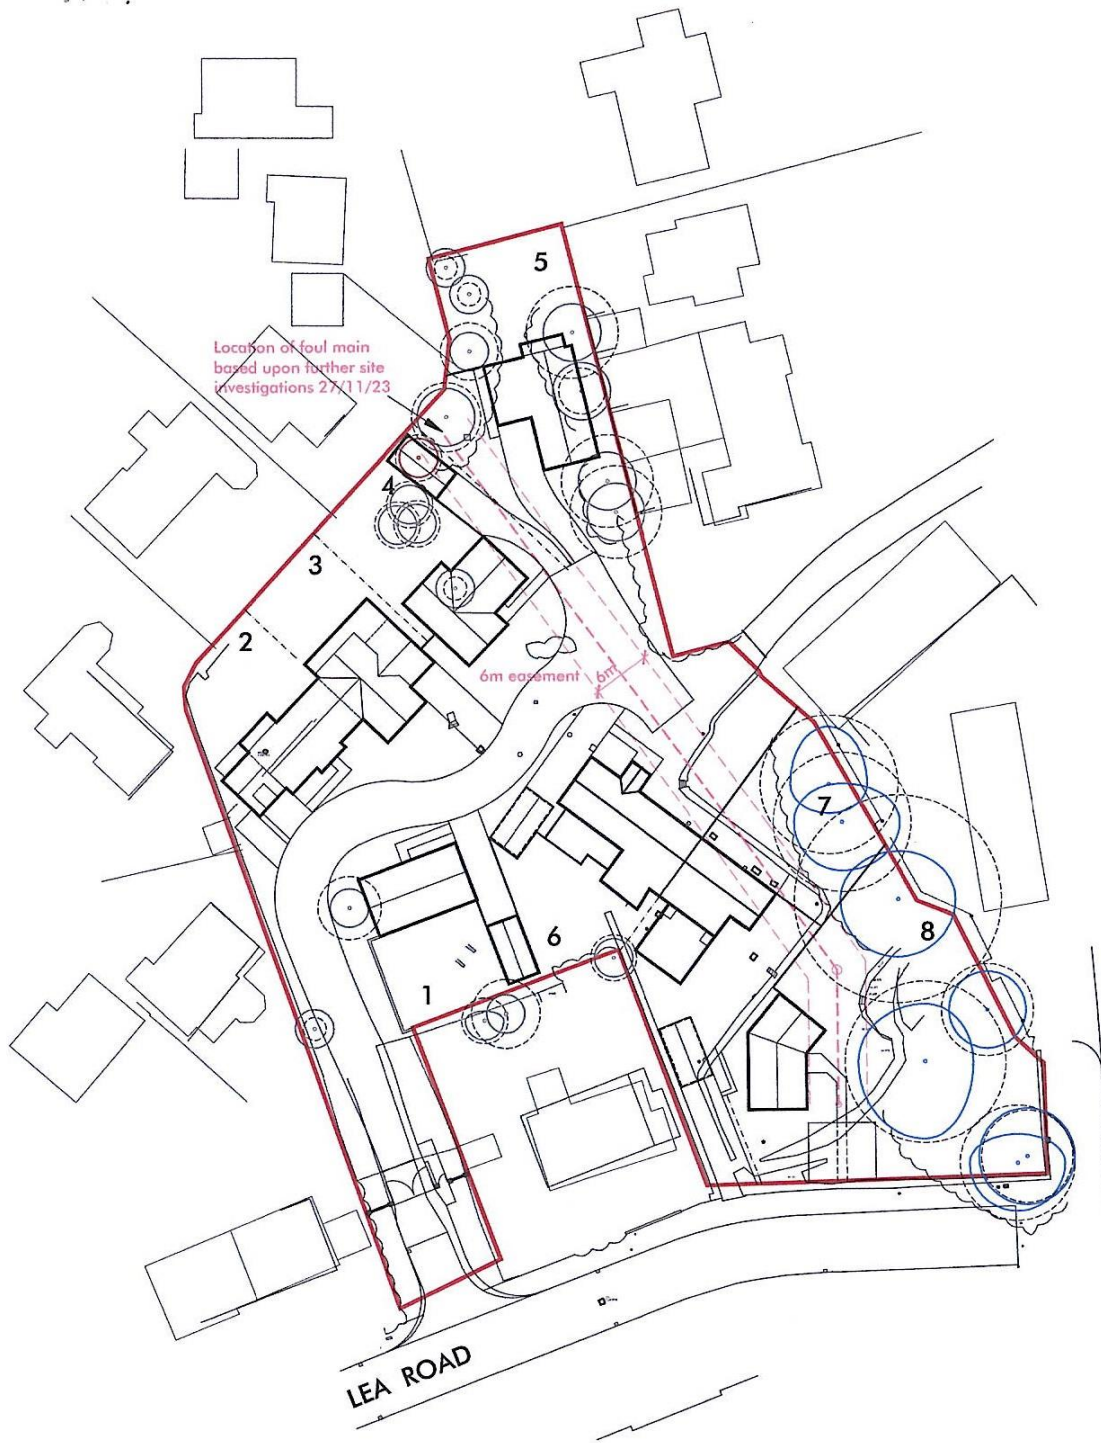 5
Location of foul main
based upon further site
investigations 27/11/23
4
3
2
6m easement
6m
7
8
6
1
LEA ROAD